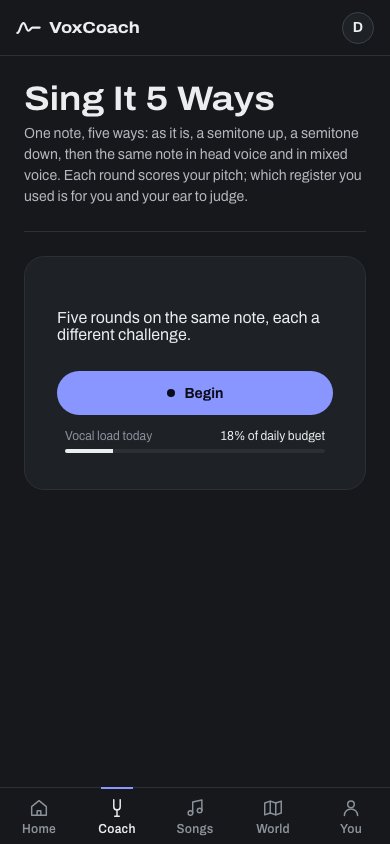 VoxCoach
D
Sing It 5 Ways
One note, five ways: as it is, a semitone up, a semitone
down, then the same note in head voice and in mixed
voice. Each round scores your pitch; which register you
used is for you and your ear to judge.
Five rounds on the same note, each a
different challenge.
Begin
Vocal load today
18% of daily budget
Home
Coach
Songs
World
You